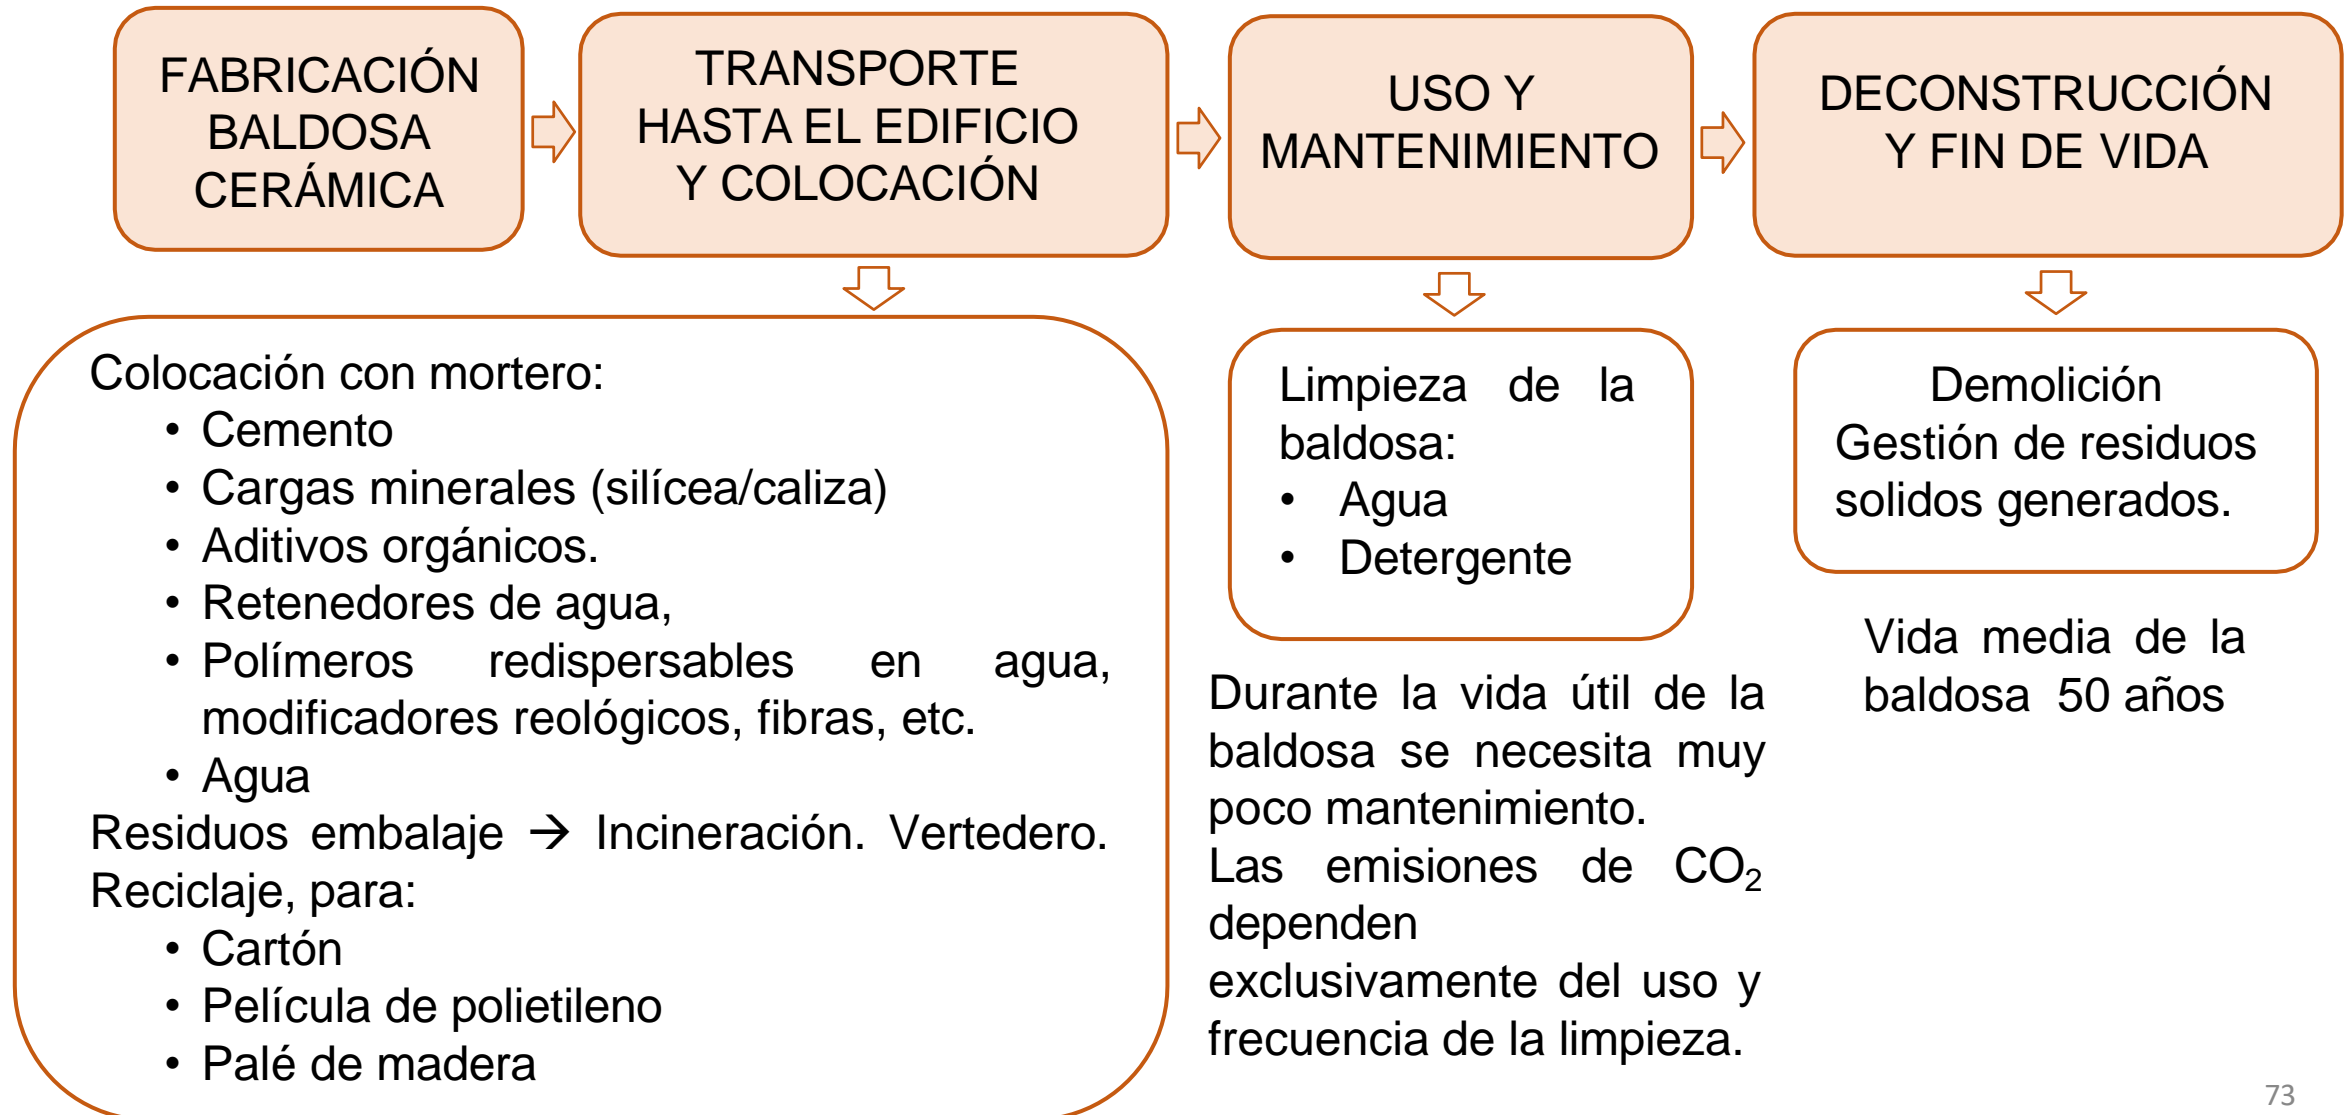 FABRICACIÓN
BALDOSA
CERÁMICA
TRANSPORTE
HASTA EL EDIFICIO
Y COLOCACIÓN
USO Y
MANTENIMIENTO
DECONSTRUCCIÓN
Y FIN DE VIDA
Colocación con mortero:
• Cemento
• Cargas minerales (silícea/caliza)
• Aditivos orgánicos.
• Retenedores de agua,
• Polímeros redispersables en agua,
modificadores reológicos, fibras, etc.
• Agua
Residuos embalaje → Incineración. Vertedero.
Reciclaje, para:
• Cartón
• Película de polietileno
• Palé de madera
Limpieza de la
baldosa:
• Agua
• Detergente
Durante la vida útil de la
baldosa se necesita muy
poco mantenimiento.
Las emisiones de CO₂
dependen
exclusivamente del uso y
frecuencia de la limpieza.
Demolición
Gestión de residuos
solidos generados.
Vida media de la
baldosa 50 años
73